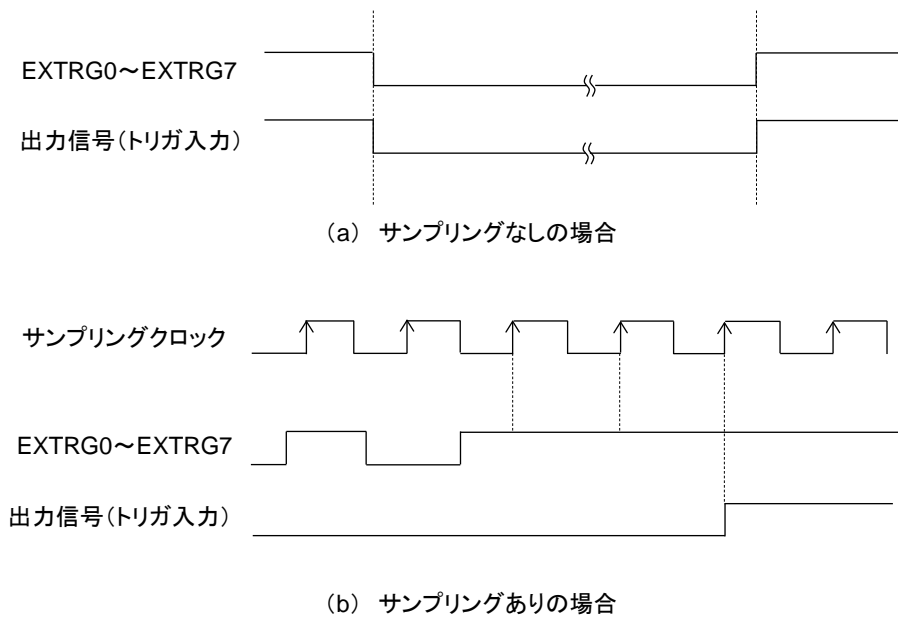 EXTRG0～EXTRG7
出力信号（トリガ入力）
（a） サンプリングなしの場合
サンプリングクロック
EXTRG0～EXTRG7
出力信号（トリガ入力）
（b） サンプリングありの場合